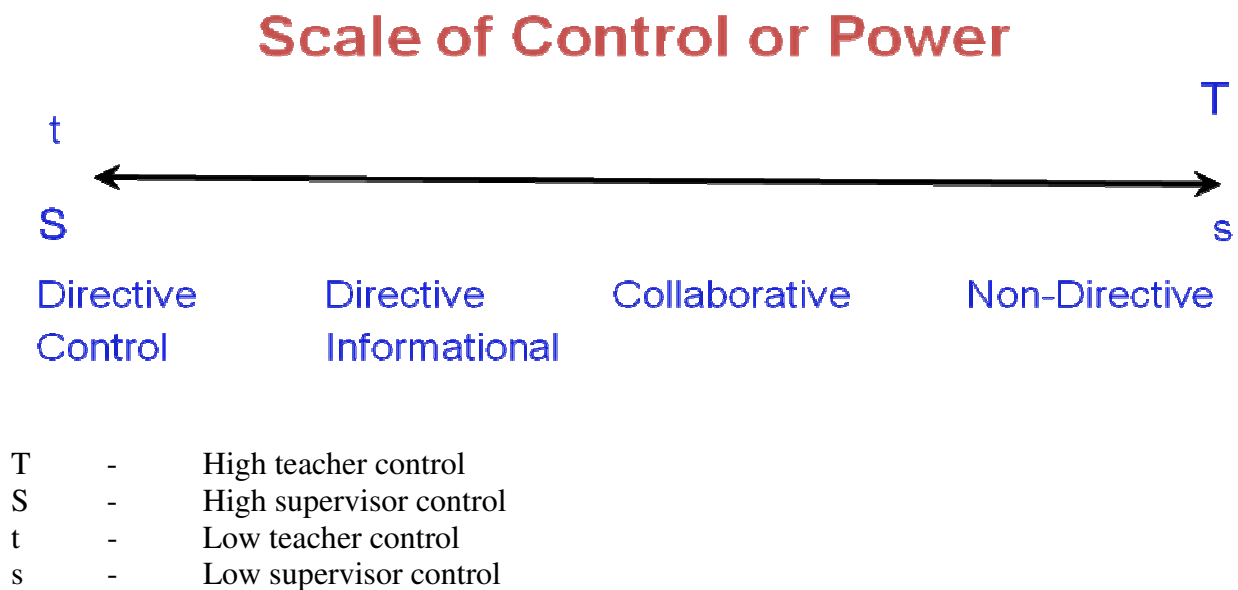 Scale of Control or Power
t T
S s
Directive Directive Collaborative Non-Directive
Control Informational
T - High teacher control
S - High supervisor control
t - Low teacher control
s - Low supervisor control